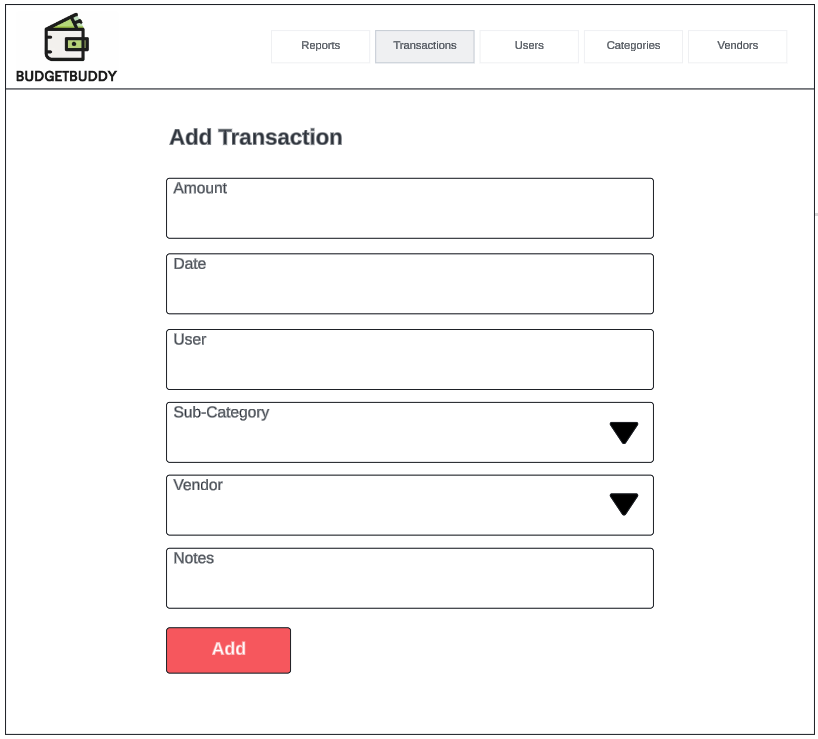 BUDGETBUDDY
Reports Transactions Users Categories Vendors
Add Transaction
Amount
Date
User
Sub-Category
Vendor
Notes
Add